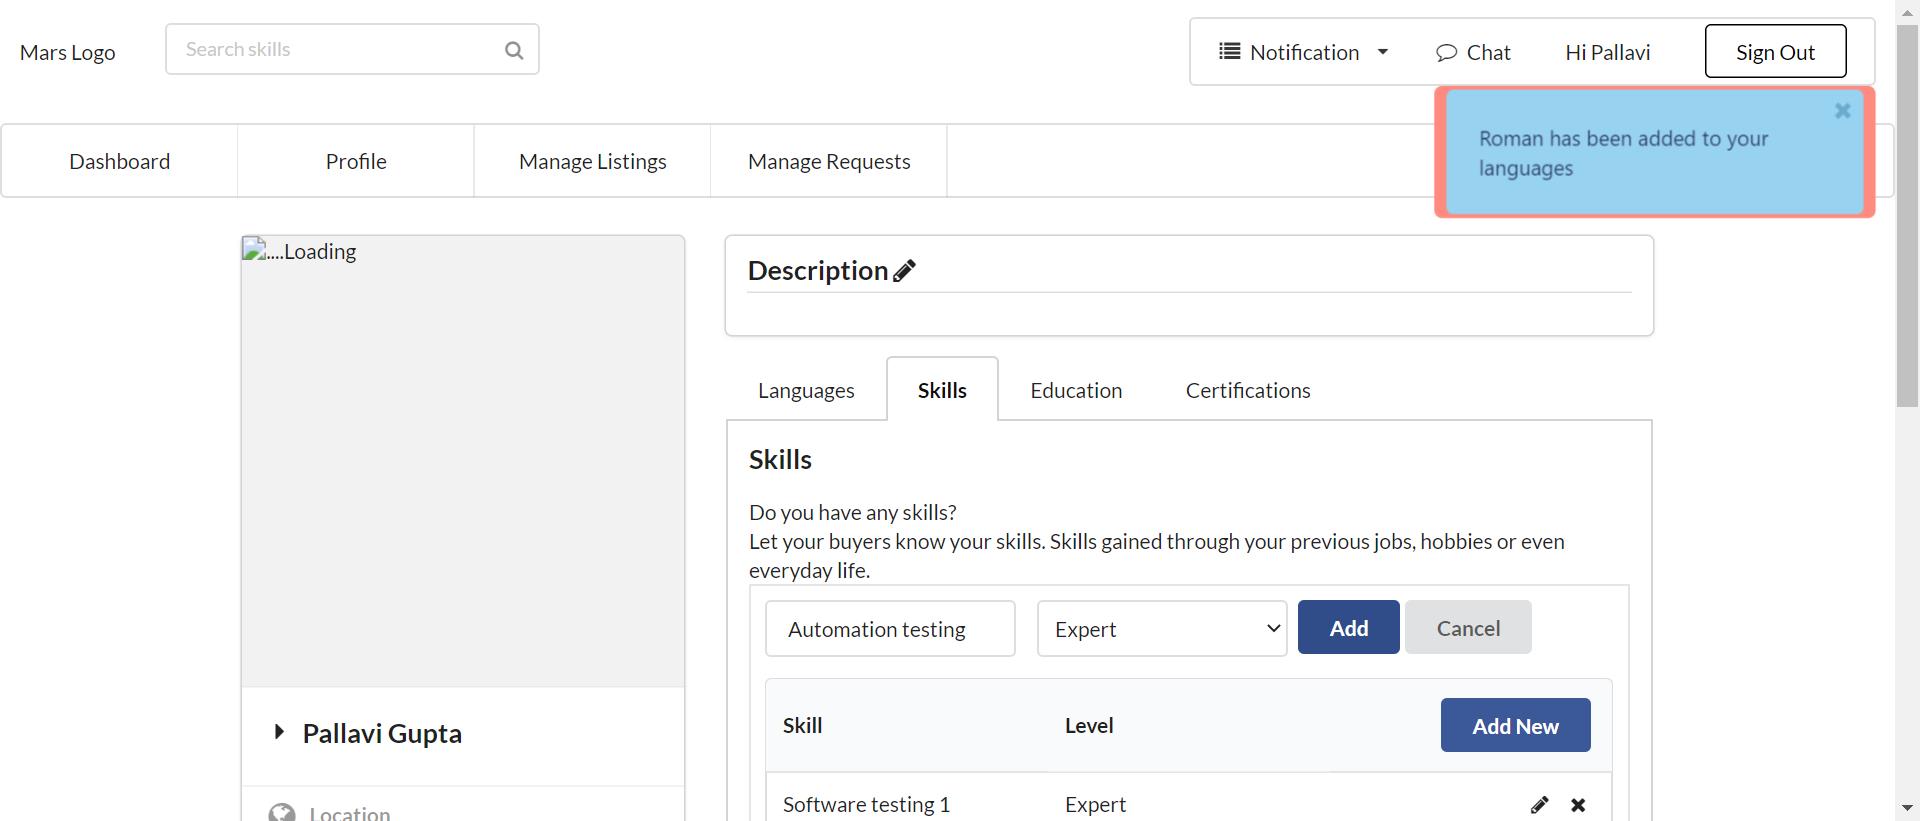 Mars Logo
Search skills
Notification
Chat
Hi Pallavi
Sign Out
Roman has been added to your
languages
Dashboard
Profile
Manage Listings
Manage Requests
....Loading
Description
Languages
Skills
Education
Certifications
Skills
Do you have any skills?
Let your buyers know your skills. Skills gained through your previous jobs, hobbies or even
everyday life.
Automation testing
Expert
Add
Cancel
Skill
Level
Add New
Software testing 1
Expert
Pallavi Gupta
Location